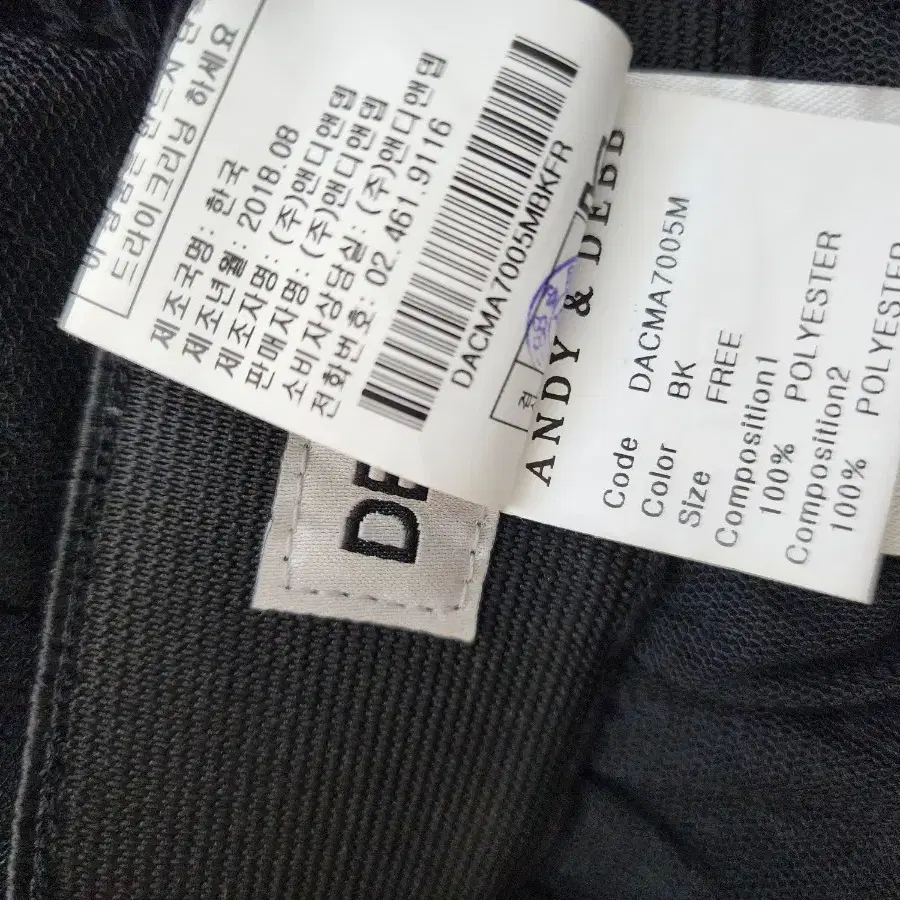 드라이크리닝 하세요
제조국명: 한국
제조년월: 2018.08
제조자명: (주)앤디앤뎁
판매자명: (주)앤디앤뎁
소비자상담실: (주)앤디앤뎁
전화번호: 02.461.9116
DACMA7005MBKFR
ANDY & DEBB
Code DACMA7005M
Color BK
Size FREE
Composition1
100% POLYESTER
Composition2
100% POLYESTER